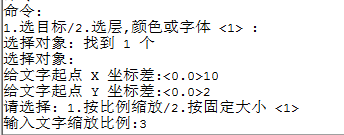 命令:
1.选目标/2.选层,颜色或字体 <1> :
选择对象: 找到 1 个
选择对象:
给文字起点 X 坐标差:<0.0>10
给文字起点 Y 坐标差:<0.0>2
请选择: 1.按比例缩放/2.按固定大小 <1>
输入文字缩放比例:3